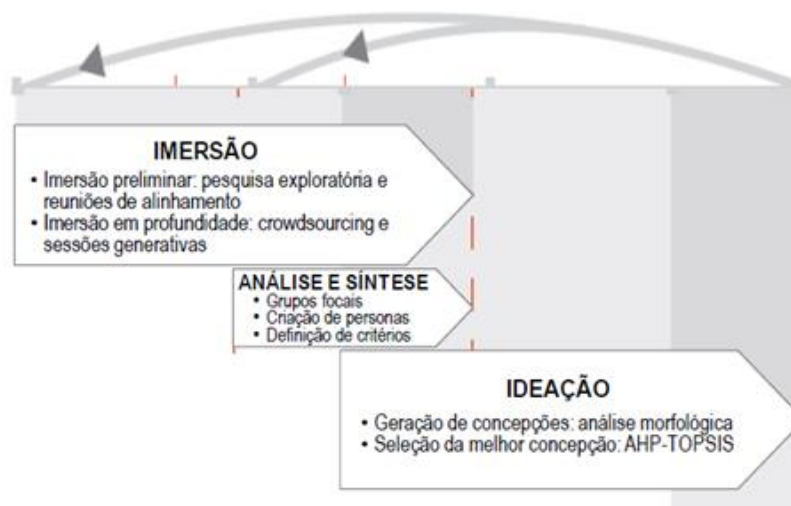 IMERSÃO
• Imersão preliminar: pesquisa exploratória e
reuniões de alinhamento
• Imersão em profundidade: crowdsourcing e
sessões generativas
ANÁLISE E SÍNTESE
• Grupos focais
• Criação de personas
• Definição de critérios
IDEAÇÃO
• Geração de concepções: análise morfológica
• Seleção da melhor concepção: AHP-TOPSIS